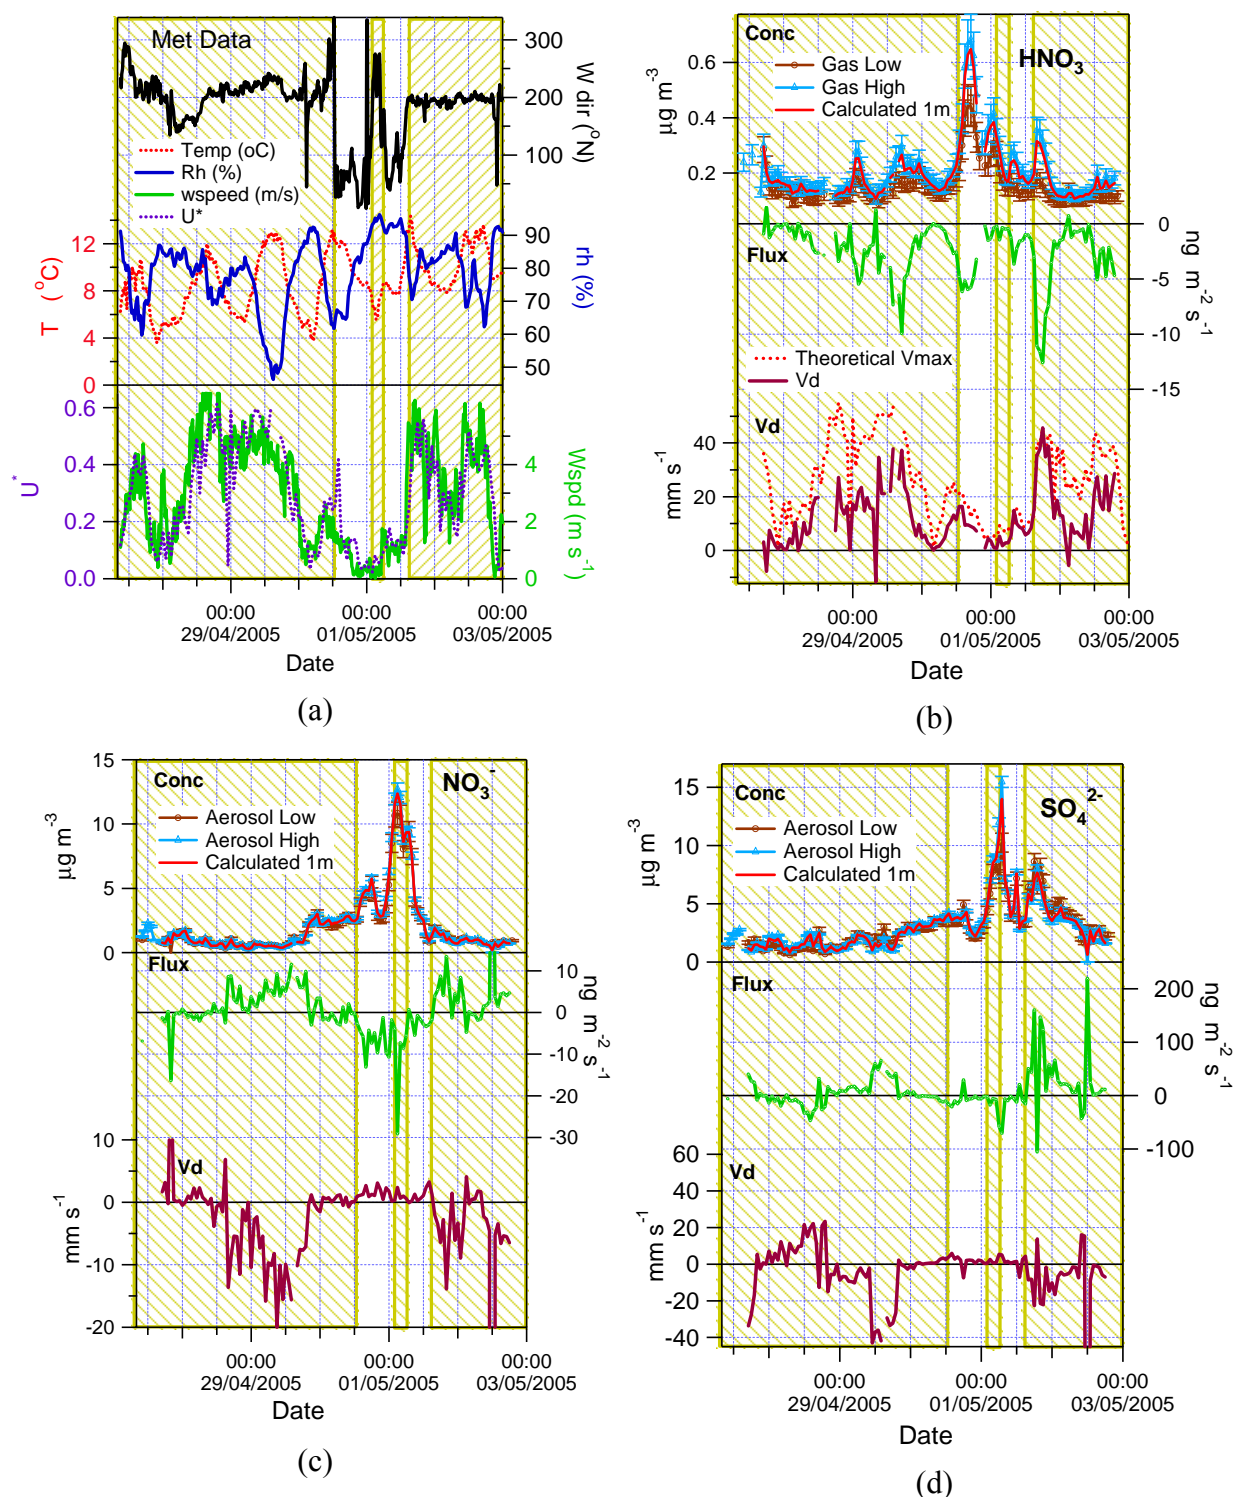 Met Data
300
200
100
W dir (°N)
Temp (oC)
Rh (%)
wspeed (m/s)
U*
12
8
4
0
T (°C)
90
80
70
60
50
rh (%)
0.6
0.4
0.2
0.0
U*
4
2
0
Wspd (m s-1)
00:00 00:00 00:00
29/04/2005 01/05/2005 03/05/2005
Date
(a)
Conc
HNO3
Gas Low
Gas High
Calculated 1m
0.6
0.4
0.2
µg m-3
Flux
0
-5
-10
-15
ng m-2 s-1
Theoretical Vmax
Vd
Vd
40
20
0
mm s-1
00:00 00:00 00:00
29/04/2005 01/05/2005 03/05/2005
Date
(b)
Conc
NO3-
Aerosol Low
Aerosol High
Calculated 1m
15
10
5
0
µg m-3
Flux
10
0
-10
-20
-30
ng m-2 s-1
Vd
10
0
-10
-20
mm s-1
00:00 00:00 00:00
29/04/2005 01/05/2005 03/05/2005
Date
(c)
Conc
SO4 2-
Aerosol Low
Aerosol High
Calculated 1m
15
10
5
0
µg m-3
Flux
200
100
0
-100
ng m-2 s-1
Vd
60
40
20
0
-20
-40
mm s-1
00:00 00:00 00:00
29/04/2005 01/05/2005 03/05/2005
Date
(d)